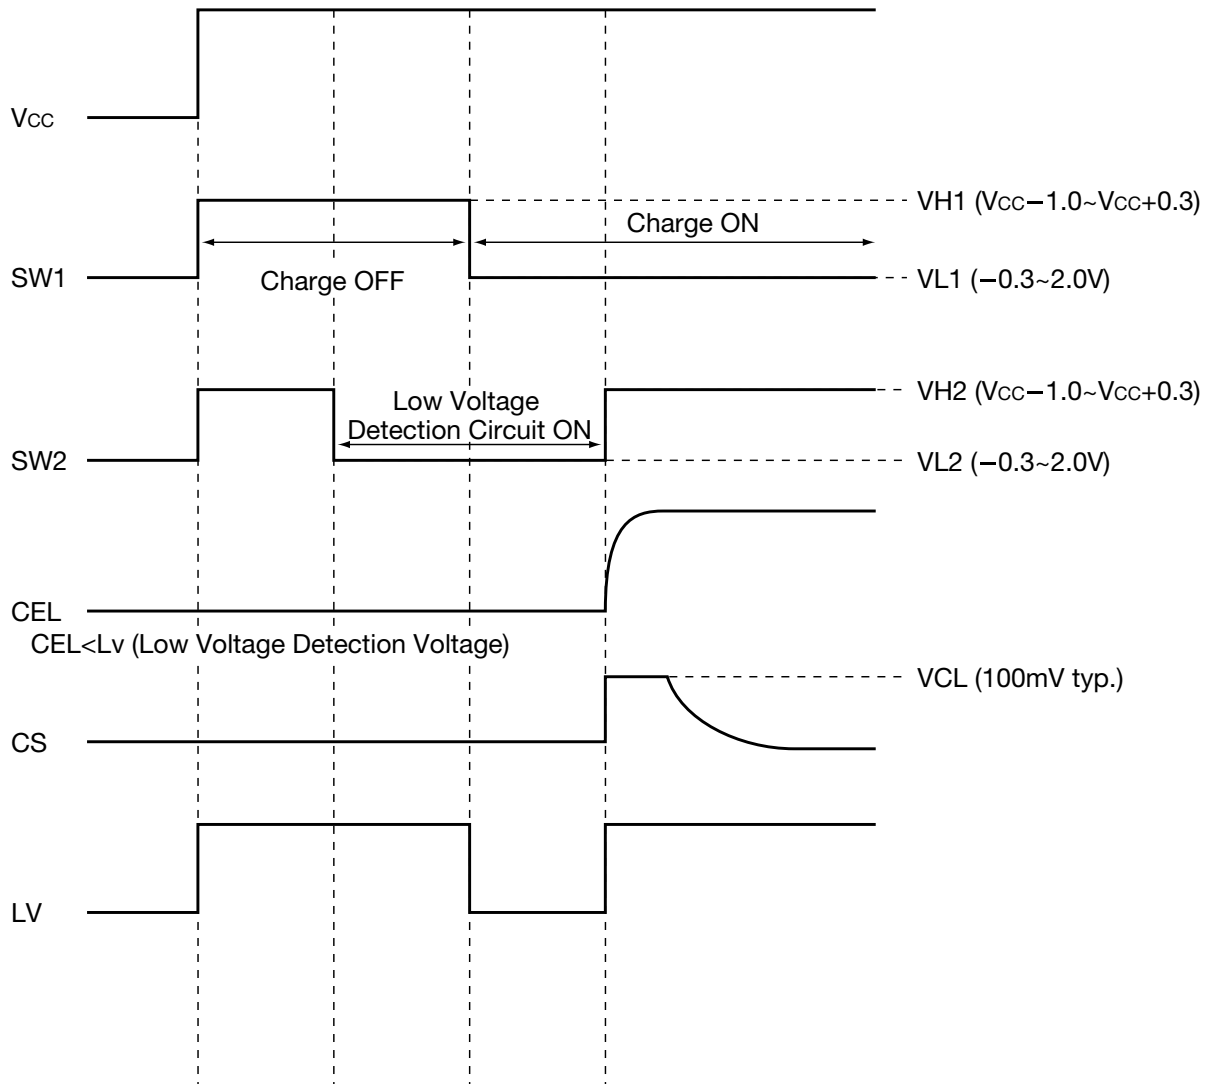 Vcc
VH1 (Vcc−1.0~Vcc+0.3)
Charge ON
SW1
Charge OFF
VL1 (−0.3~2.0V)
Low Voltage
Detection Circuit ON
VH2 (Vcc−1.0~Vcc+0.3)
SW2
VL2 (−0.3~2.0V)
CEL
CEL<Lv (Low Voltage Detection Voltage)
VCL (100mV typ.)
CS
LV